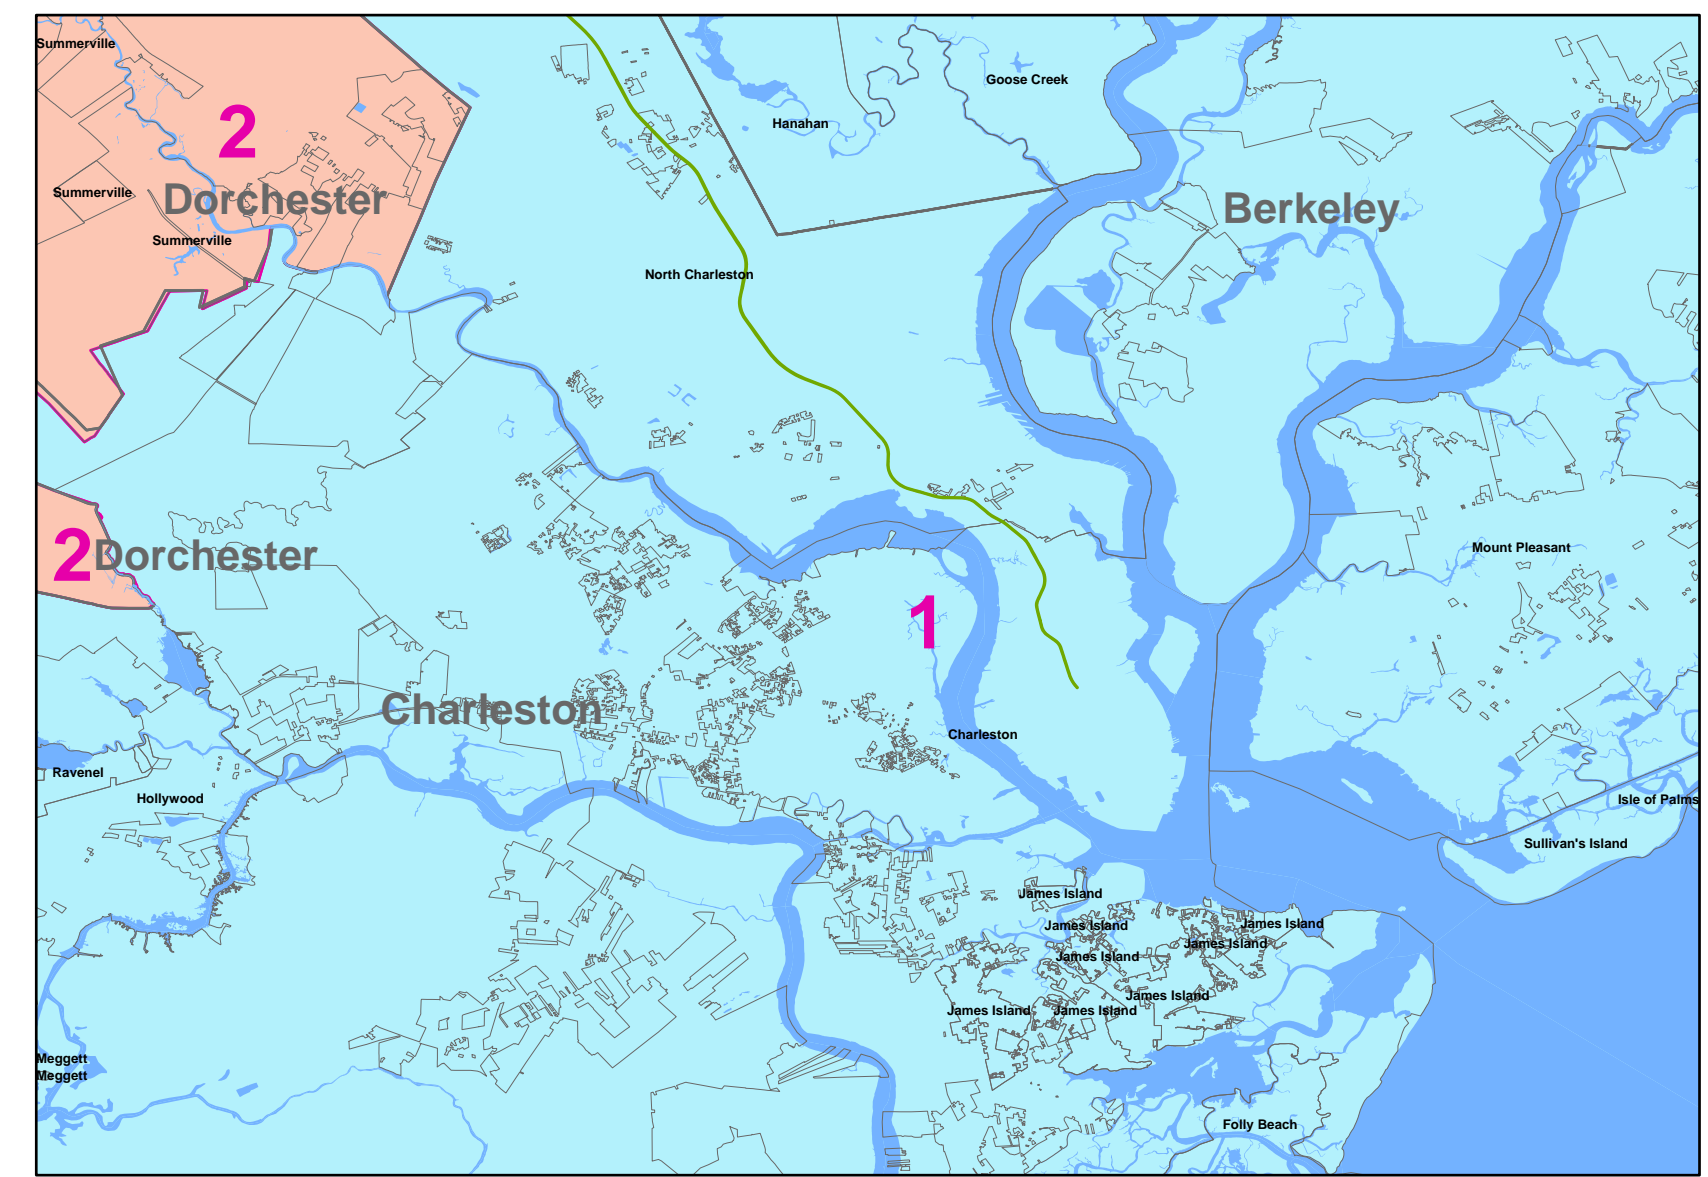 Summerville
Goose Creek
2
Hanahan
Summerville
Dorchester
Berkeley
Summerville
North Charleston
2
Dorchester
Mount Pleasant
1
Charleston
Charleston
Ravenel
Hollywood
Isle of Palms
Sullivan's Island
James Island
James Island
James Island
James Island
James Island
James Island
James Island
James Island
Meggett
Meggett
Folly Beach